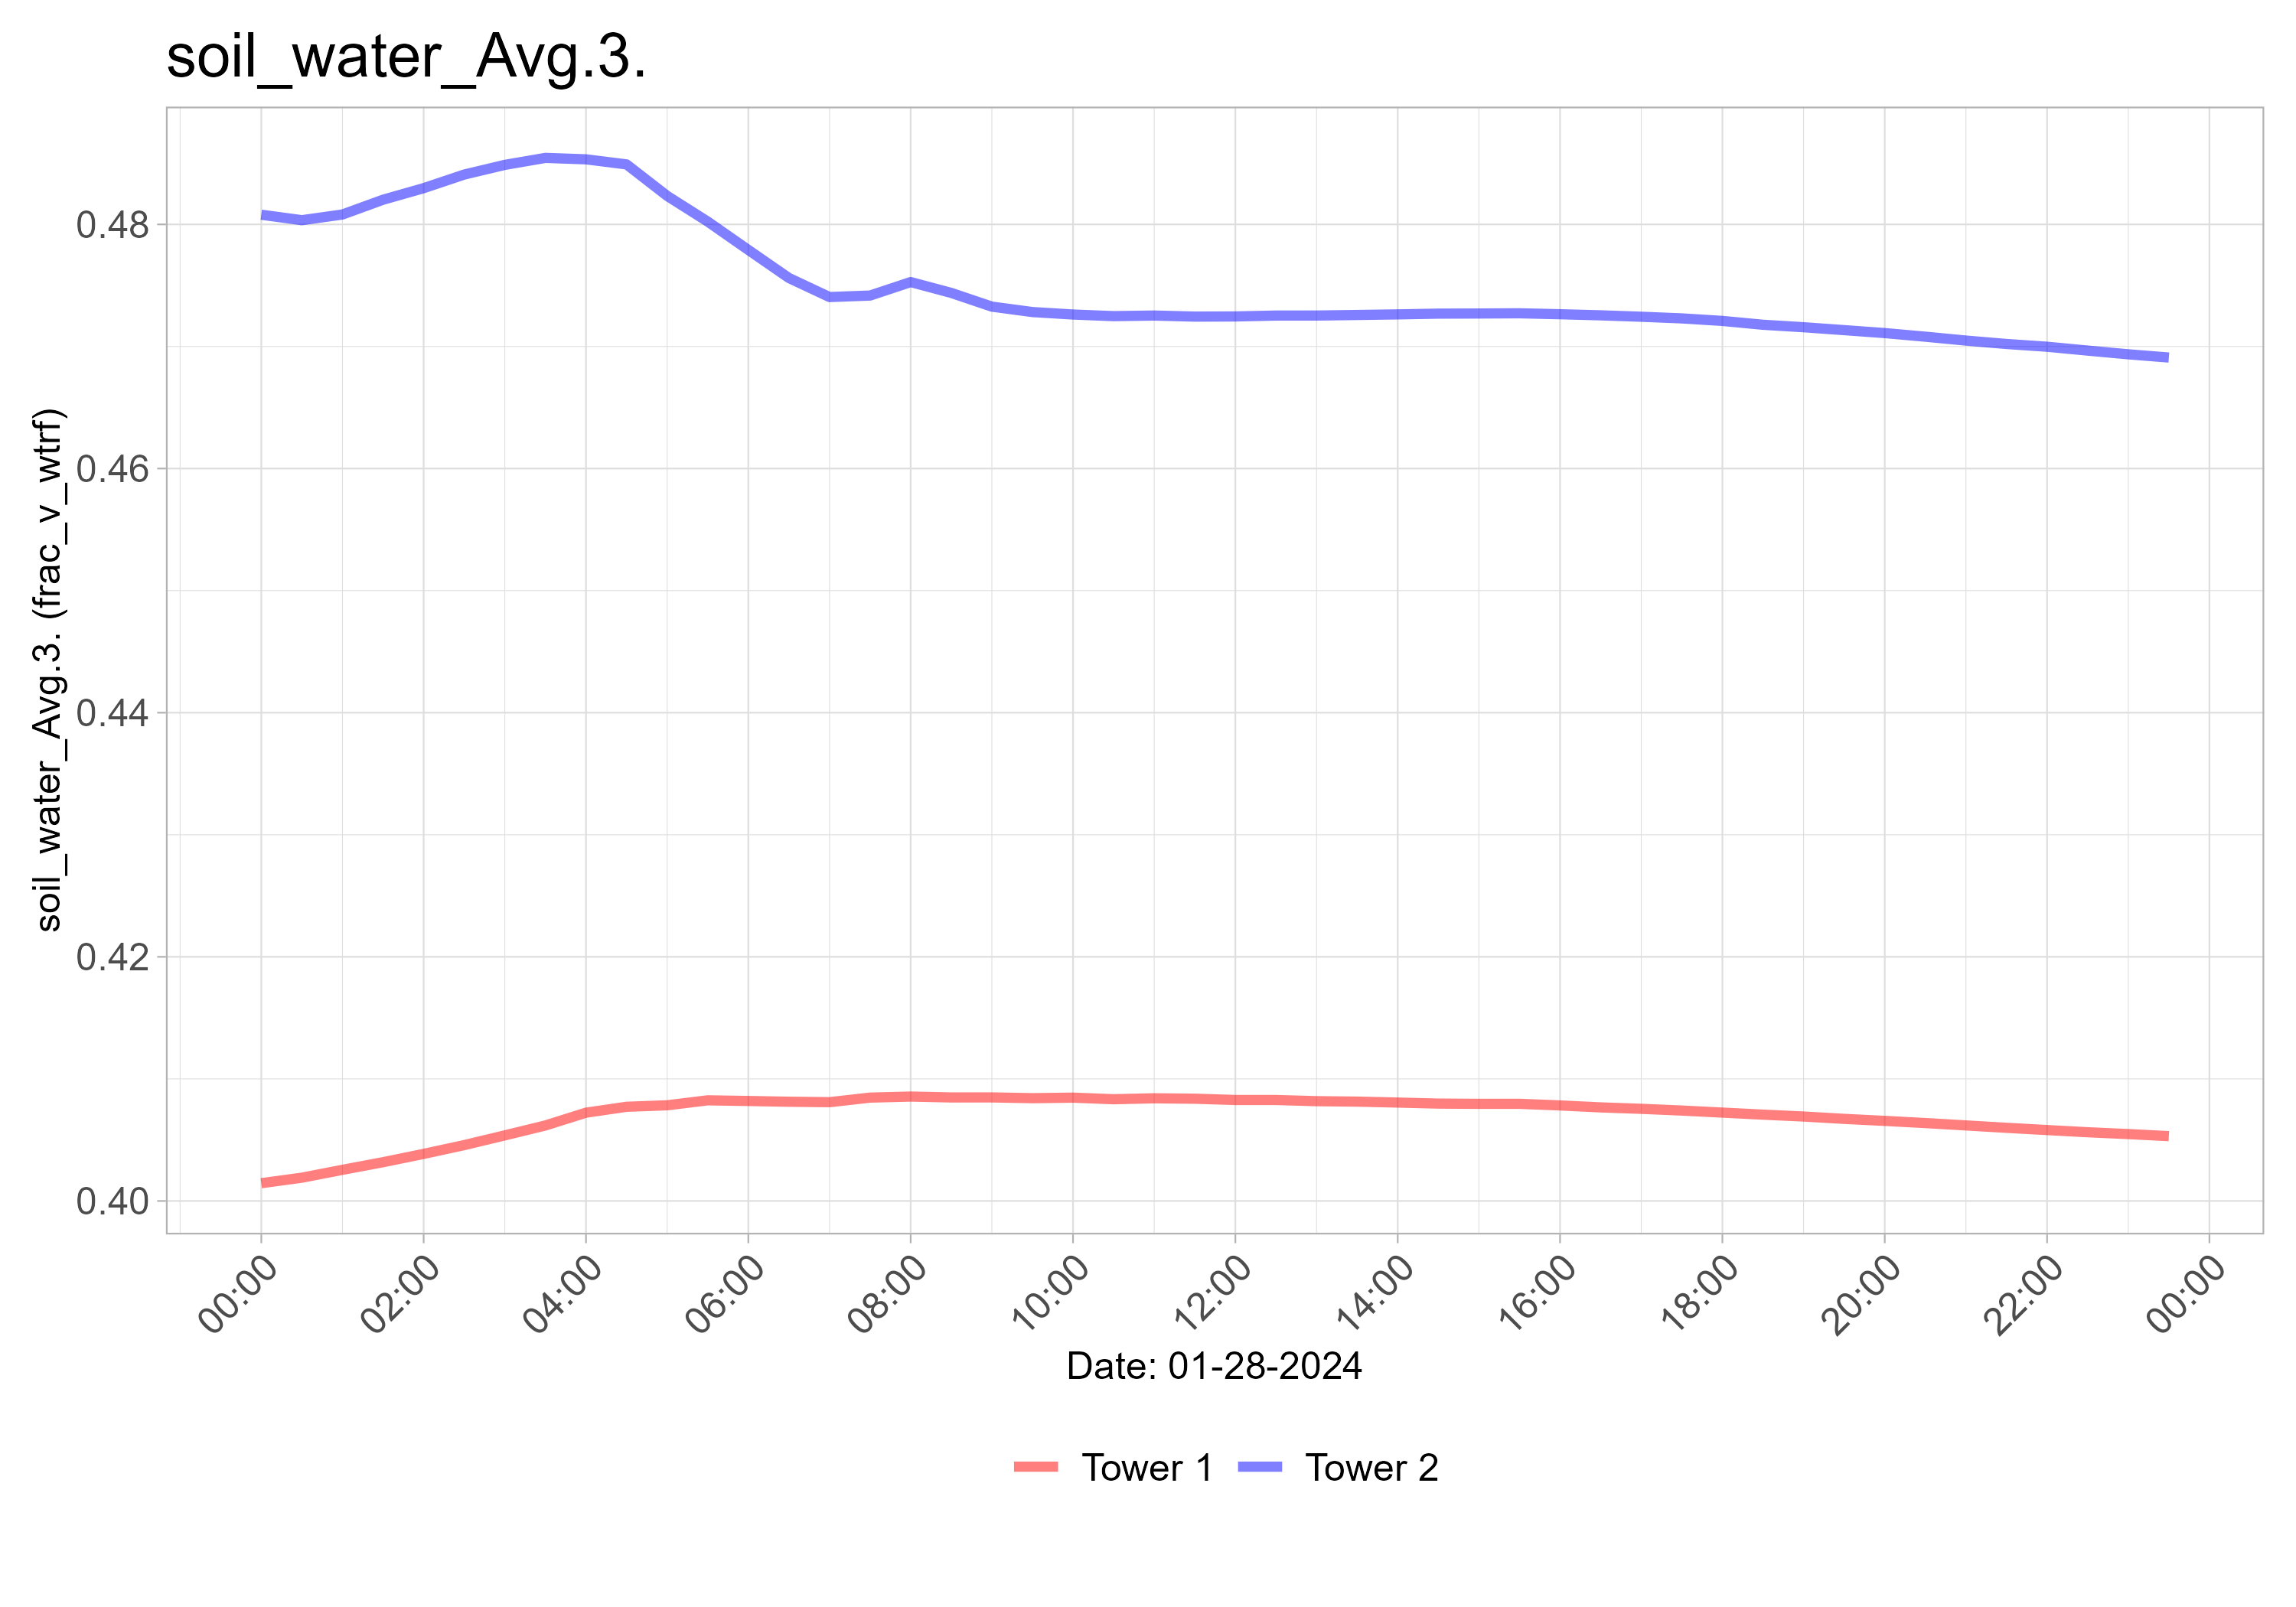 soil_water_Avg.3.
soil_water_Avg.3. (frac_v_wtrf)
0.48
0.46
0.44
0.42
0.40
00:00 02:00 04:00 06:00 08:00 10:00 12:00 14:00 16:00 18:00 20:00 22:00 00:00
Date: 01-28-2024
Tower 1 Tower 2